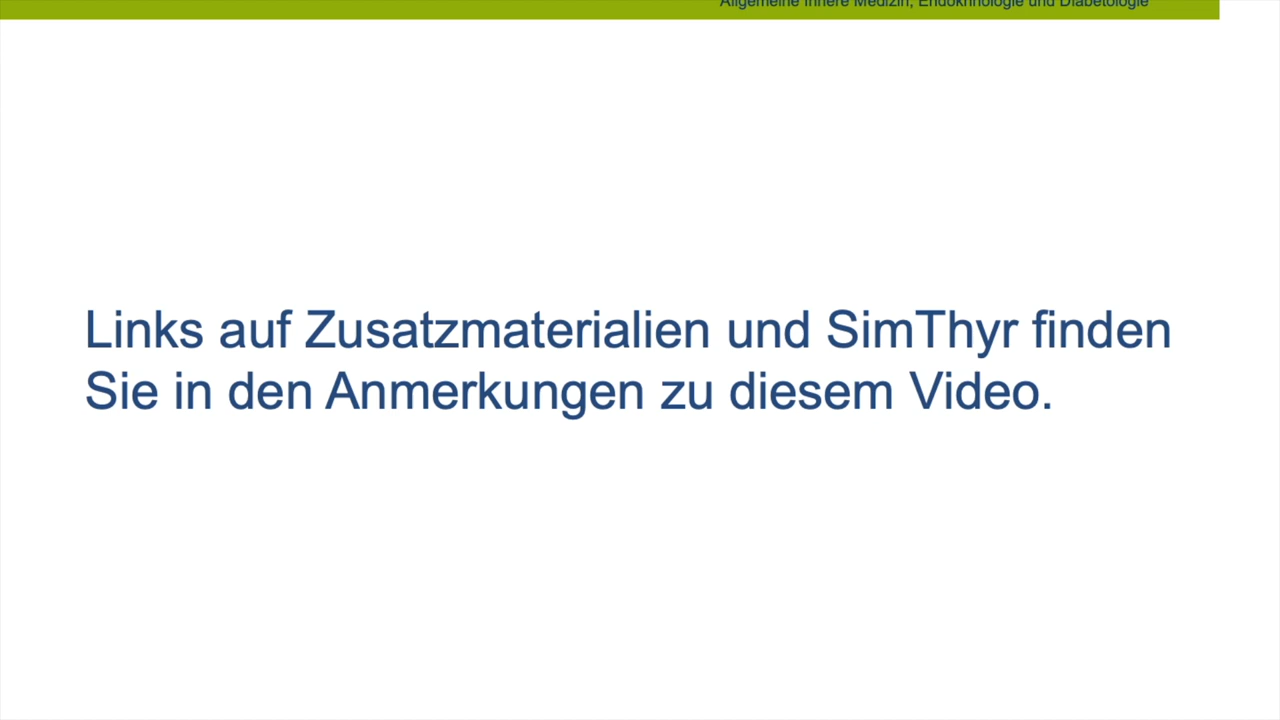 Allgemeine Innere Medizin, Endokrinologie und Diabetologie
Links auf Zusatzmaterialien und SimThyr finden
Sie in den Anmerkungen zu diesem Video.